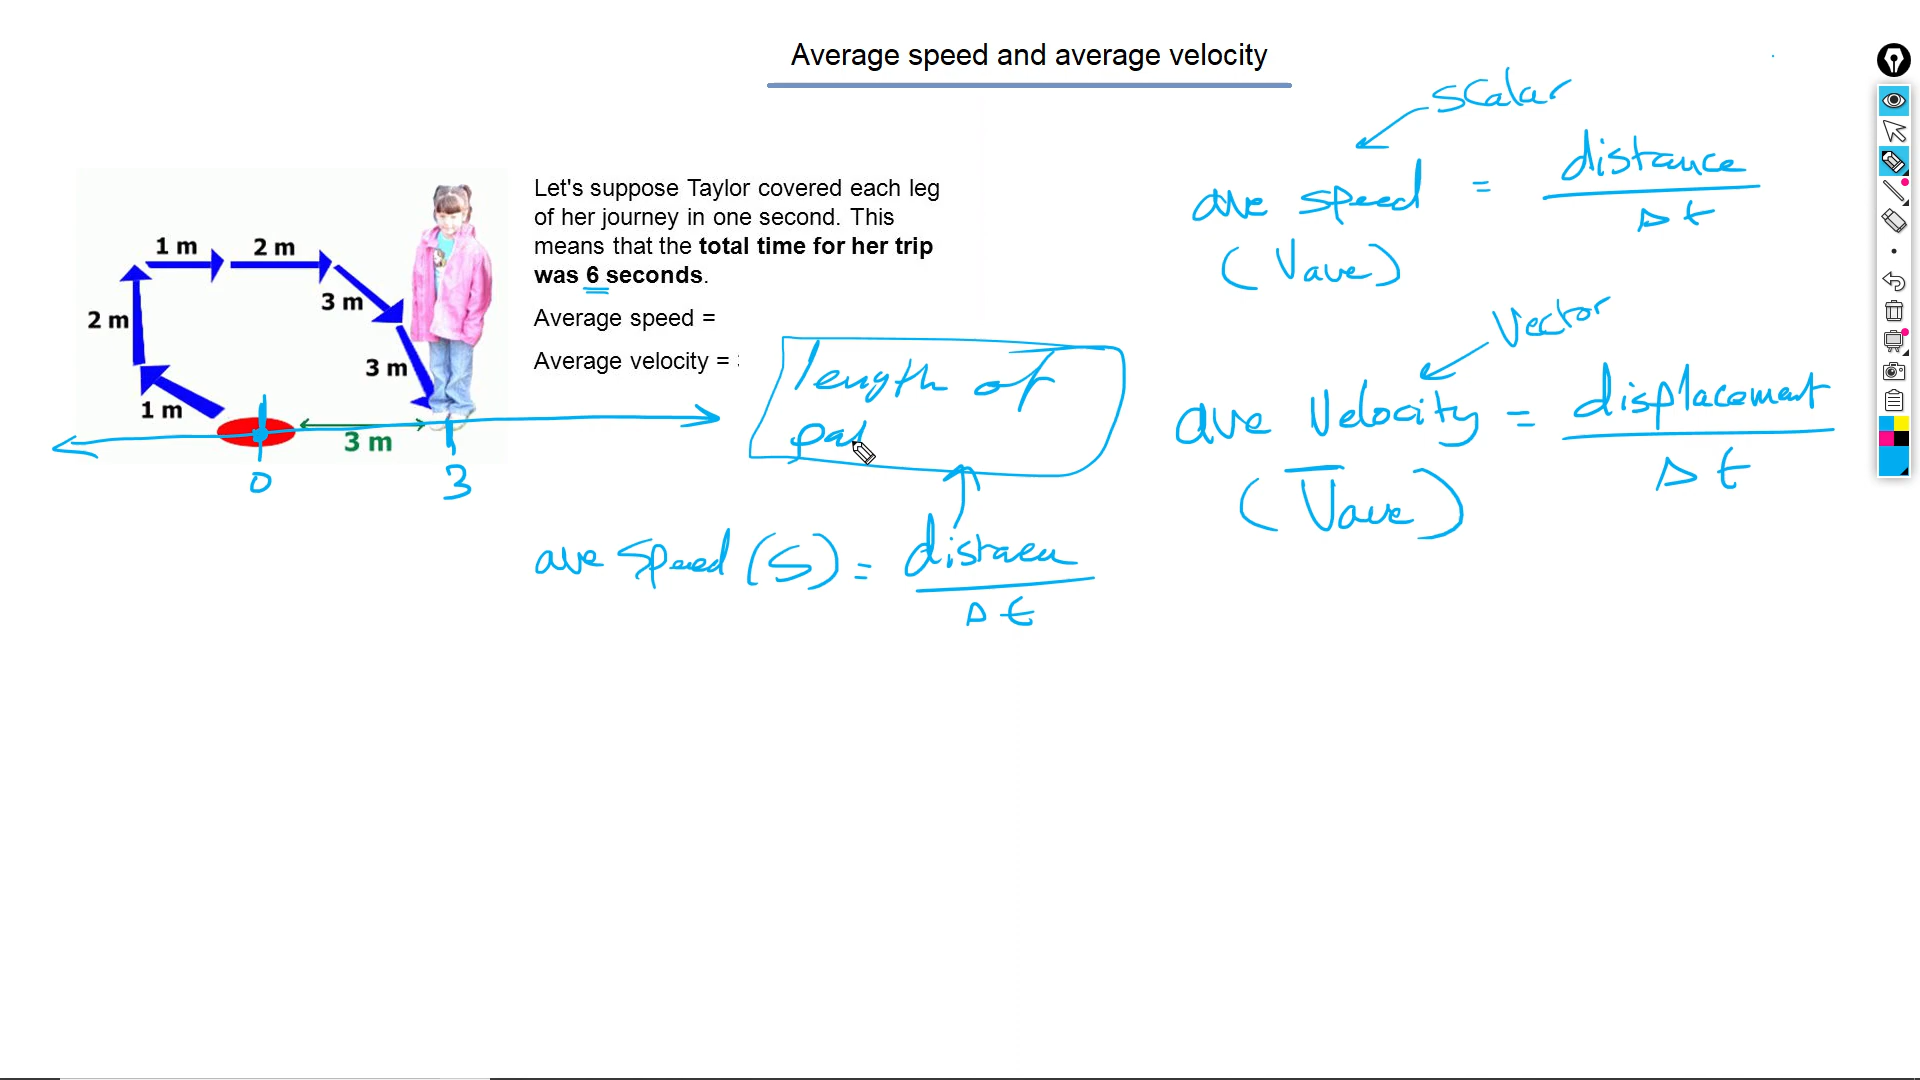 Average speed and average velocity
scalar
ave speed = distance
Δt
(Vave)
Let's suppose Taylor covered each leg
of her journey in one second. This
means that the total time for her trip
was 6 seconds.
Average speed =
Average velocity = :
1 m
2 m
3 m
2 m
3 m
1 m
3 m
0
3
length of
pa
vector
ave velocity = displacement
Δt
(Vave)
ave speed (S) =
Δt